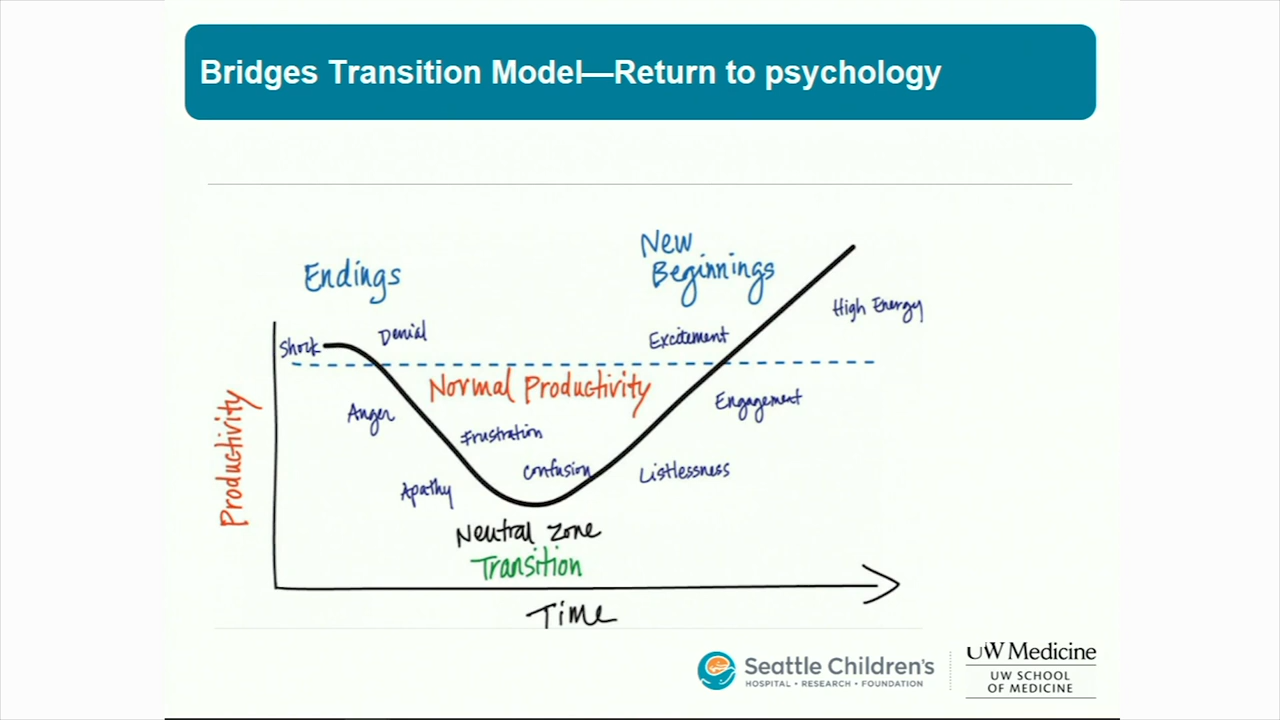 Bridges Transition Model—Return to psychology
New
Beginnings
Endings
High Energy
Denial
Excitement
Shock
Normal Productivity
Productivity
Anger
Engagement
Frustration
Confusion
Listlessness
Apathy
Neutral Zone
Transition
Time
Seattle Children's
HOSPITAL • RESEARCH • FOUNDATION
UW Medicine
UW SCHOOL
OF MEDICINE